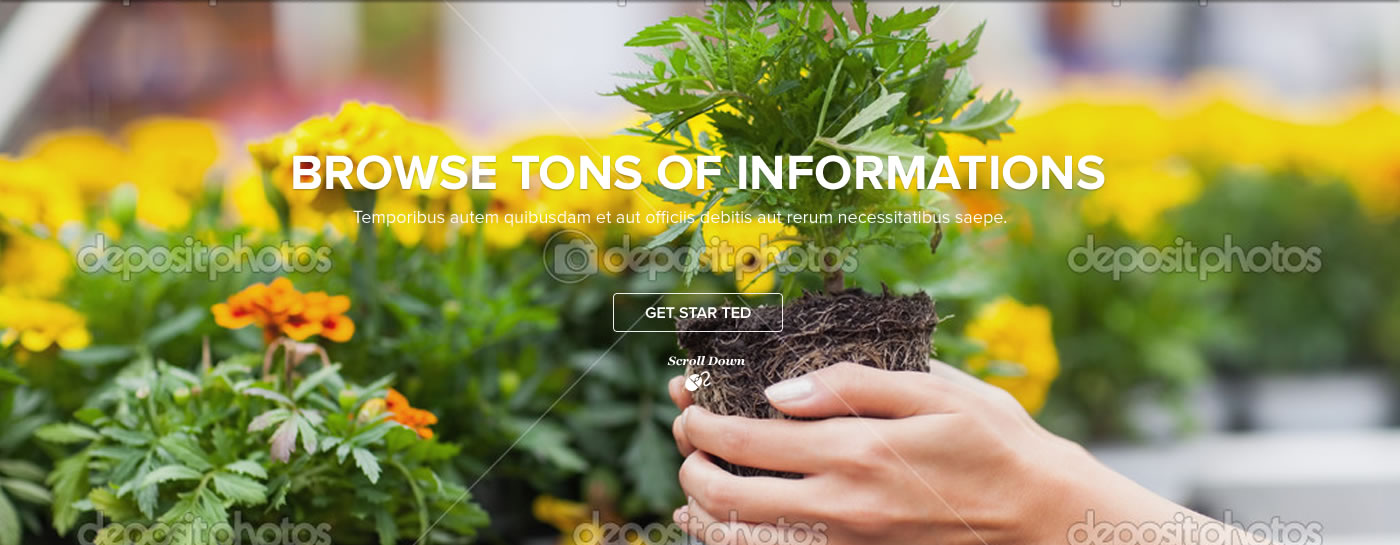 BROWSE TONS OF INFORMATIONS
Temporibus autem quibusdam et aut officiis debitis aut rerum necessitatibus saepe.
depositphotos depositphotos depositphotos
GET STAR TED
Scroll Down
depositphotos depositphotos depositphotos